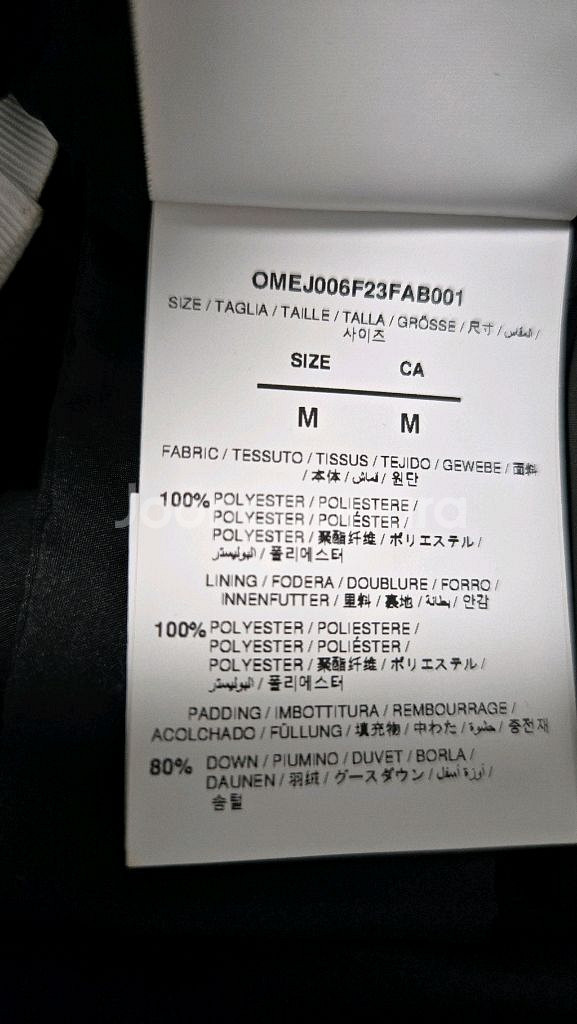 OMEJ006F23FAB001
SIZE / TAGLIA / TAILLE / TALLA / GRÖSSE / 尺寸 / المقاس /
사이즈
SIZE CA
M M
FABRIC / TESSUTO / TISSUS / TEJIDO / GEWEBE / 面料
/ 本体 / قماش / 원단
100% POLYESTER / POLIESTERE /
POLYESTER / POLIÉSTER /
POLYESTER / 聚酯纤维 / ポリエステル /
البوليستر / 폴리에스터
LINING / FODERA / DOUBLURE / FORRO /
INNENFUTTER / 里料 / 裏地 / بطانة / 안감
100% POLYESTER / POLIESTERE /
POLYESTER / POLIÉSTER /
POLYESTER / 聚酯纤维 / ポリエステル /
البوليستر / 폴리에스터
PADDING / IMBOTTITURA / REMBOURRAGE /
ACOLCHADO / FÜLLUNG / 填充物 / 中わた / حشوة / 충전재
80% DOWN / PIUMINO / DUVET / BORLA /
DAUNEN / 羽绒 / グースダウン / أوزة أسفل /
솜털